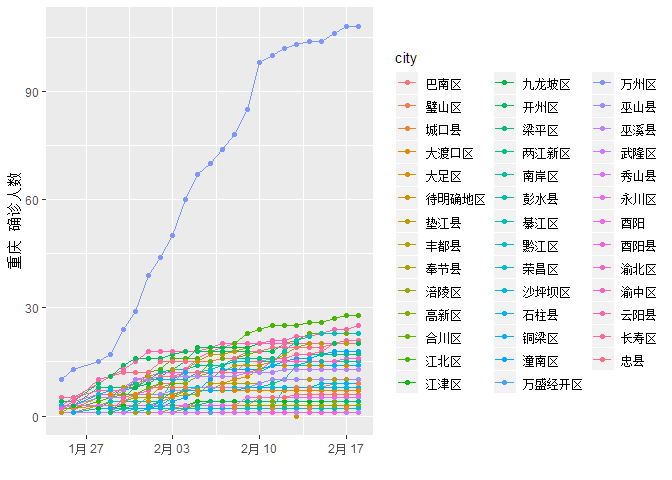 重庆 确诊人数
90
60
30
0
1月 27
2月 03
2月 10
2月 17
city
巴南区
璧山区
城口县
大渡口区
大足区
待明确地区
垫江县
丰都县
奉节县
涪陵区
高新区
合川区
江北区
江津区
九龙坡区
开州区
梁平区
两江新区
南岸区
彭水县
綦江区
黔江区
荣昌区
沙坪坝区
石柱县
铜梁区
潼南区
万盛经开区
万州区
巫山县
巫溪县
武隆区
秀山县
永川区
酉阳
酉阳县
渝北区
渝中区
云阳县
长寿区
忠县